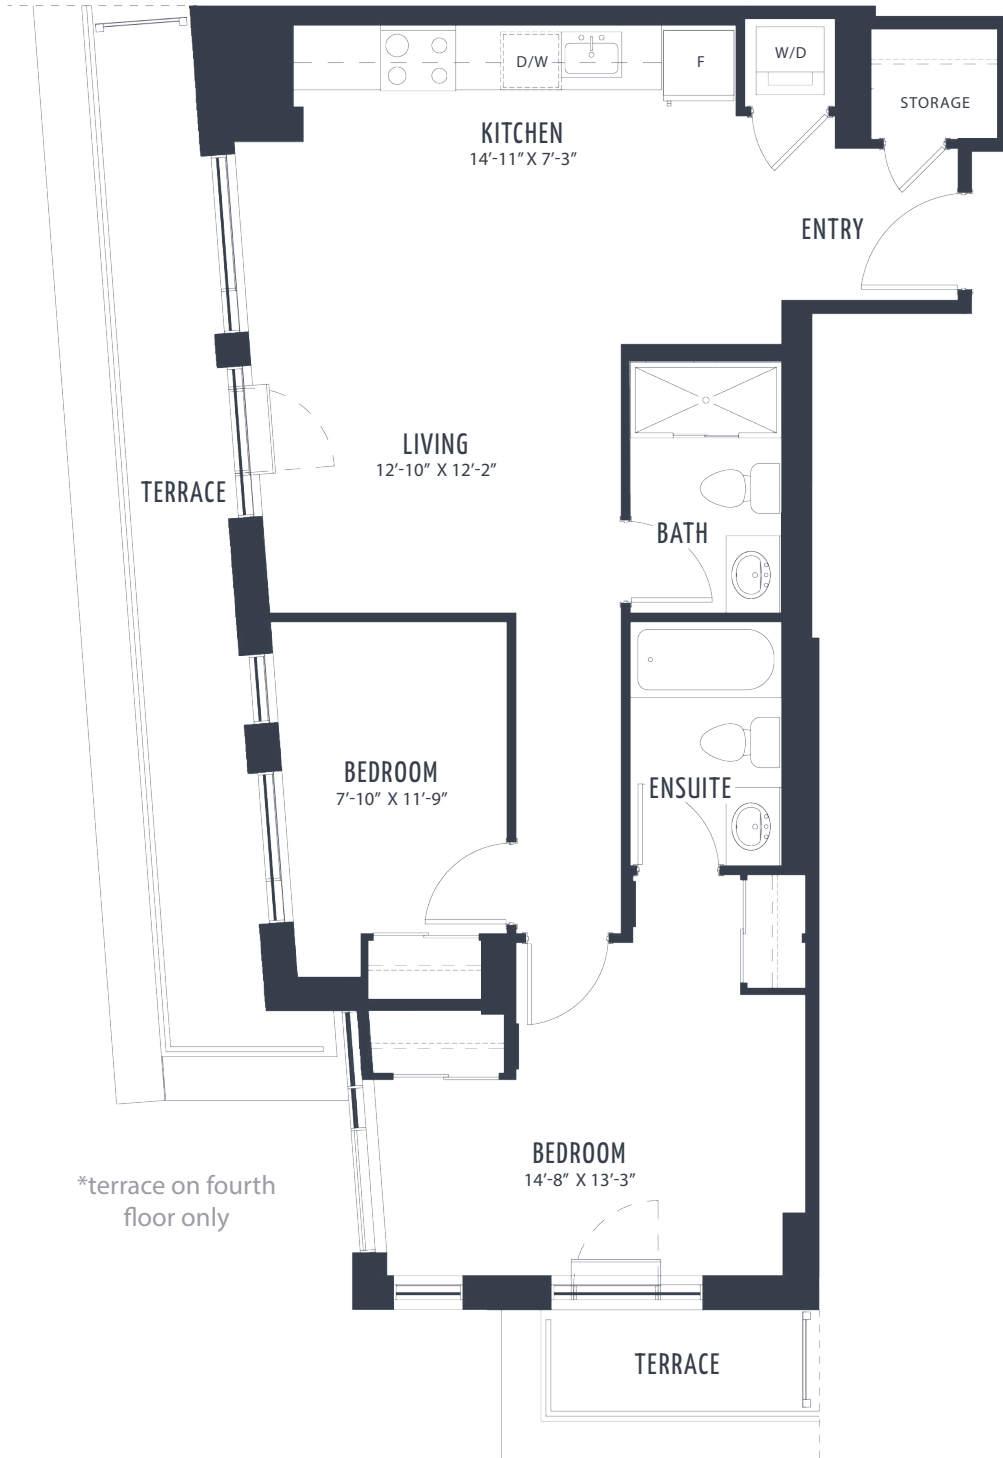 D/W
F
W/D
STORAGE
KITCHEN
14'-11" X 7'-3"
ENTRY
LIVING
12'-10" X 12'-2"
TERRACE
BATH
BEDROOM
7'-10" X 11'-9"
ENSUITE
BEDROOM
14'-8" X 13'-3"
*terrace on fourth
floor only
TERRACE